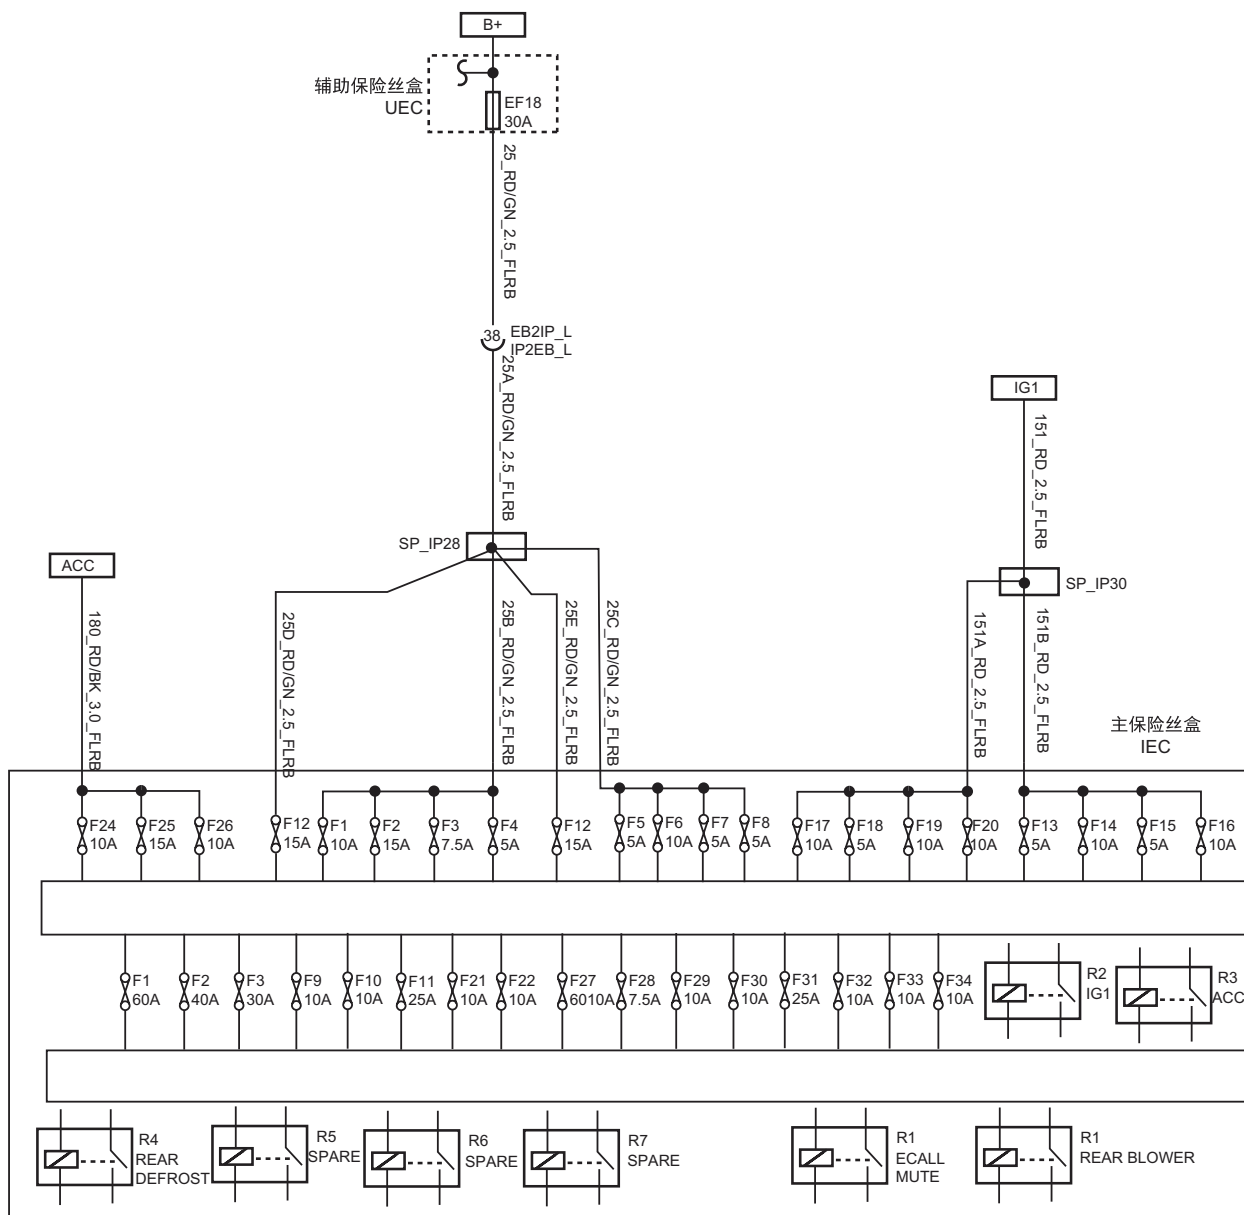 B+
辅助保险丝盒
UEC
EF18
30A
25_RD/GN_2.5_FLRB
38
EB2IP_L
IP2EB_L
25A_RD/GN_2.5_FLRB
IG1
151_RD_2.5_FLRB
SP_IP28
ACC
SP_IP30
180_RD/BK_3.0_FLRB
25D_RD/GN_2.5_FLRB
25B_RD/GN_2.5_FLRB
25E_RD/GN_2.5_FLRB
25C_RD/GN_2.5_FLRB
151A_RD_2.5_FLRB
151B_RD_2.5_FLRB
主保险丝盒
IEC
F24
10A
F25
15A
F26
10A
F12
15A
F1
10A
F2
15A
F3
7.5A
F4
5A
F12
15A
F5
5A
F6
10A
F7
5A
F8
5A
F17
10A
F18
5A
F19
10A
F20
10A
F13
5A
F14
10A
F15
5A
F16
10A
F1
60A
F2
40A
F3
30A
F9
10A
F10
10A
F11
25A
F21
10A
F22
10A
F27
6010A
F28
7.5A
F29
10A
F30
10A
F31
25A
F32
10A
F33
10A
F34
10A
R2
IG1
R3
ACC
R4
REAR
DEFROST
R5
SPARE
R6
SPARE
R7
SPARE
R1
ECALL
MUTE
R1
REAR BLOWER